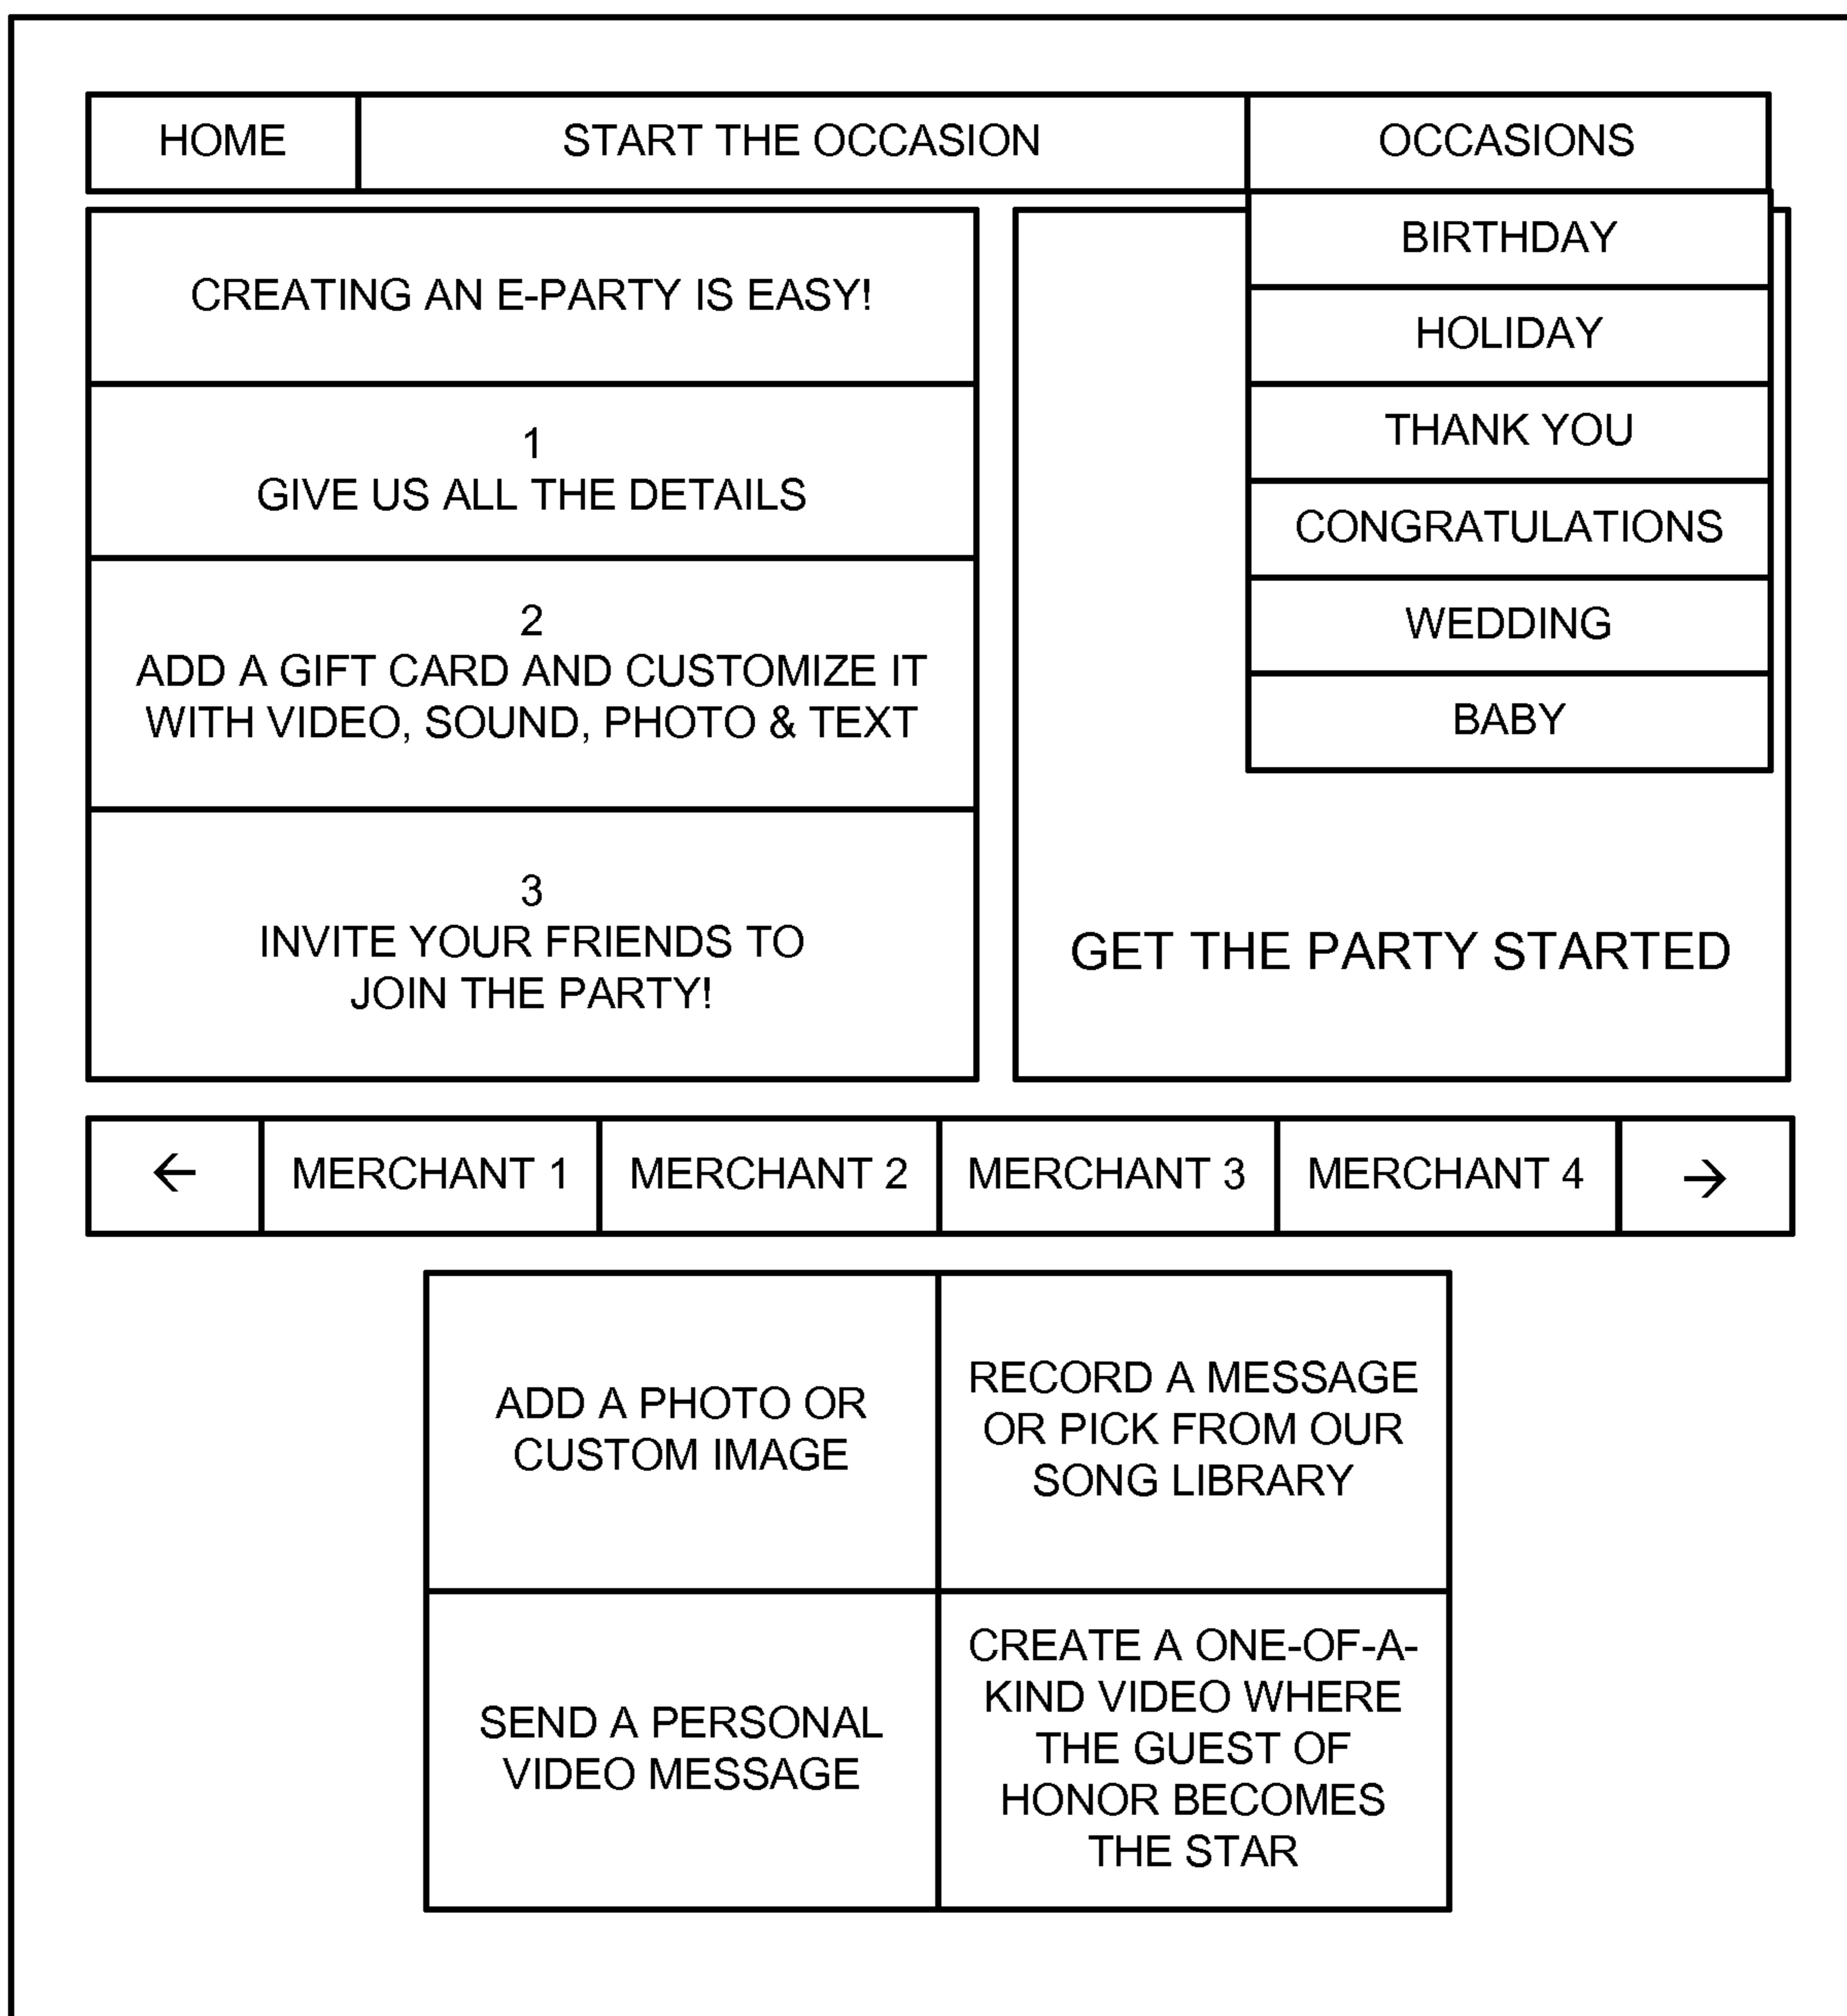 HOME
START THE OCCASION
OCCASIONS
BIRTHDAY
HOLIDAY
THANK YOU
CONGRATULATIONS
WEDDING
BABY
CREATING AN E-PARTY IS EASY!
1
GIVE US ALL THE DETAILS
2
ADD A GIFT CARD AND CUSTOMIZE IT
WITH VIDEO, SOUND, PHOTO & TEXT
3
INVITE YOUR FRIENDS TO
JOIN THE PARTY!
GET THE PARTY STARTED
←
MERCHANT 1
MERCHANT 2
MERCHANT 3
MERCHANT 4
→
ADD A PHOTO OR
CUSTOM IMAGE
RECORD A MESSAGE
OR PICK FROM OUR
SONG LIBRARY
SEND A PERSONAL
VIDEO MESSAGE
CREATE A ONE-OF-A-
KIND VIDEO WHERE
THE GUEST OF
HONOR BECOMES
THE STAR